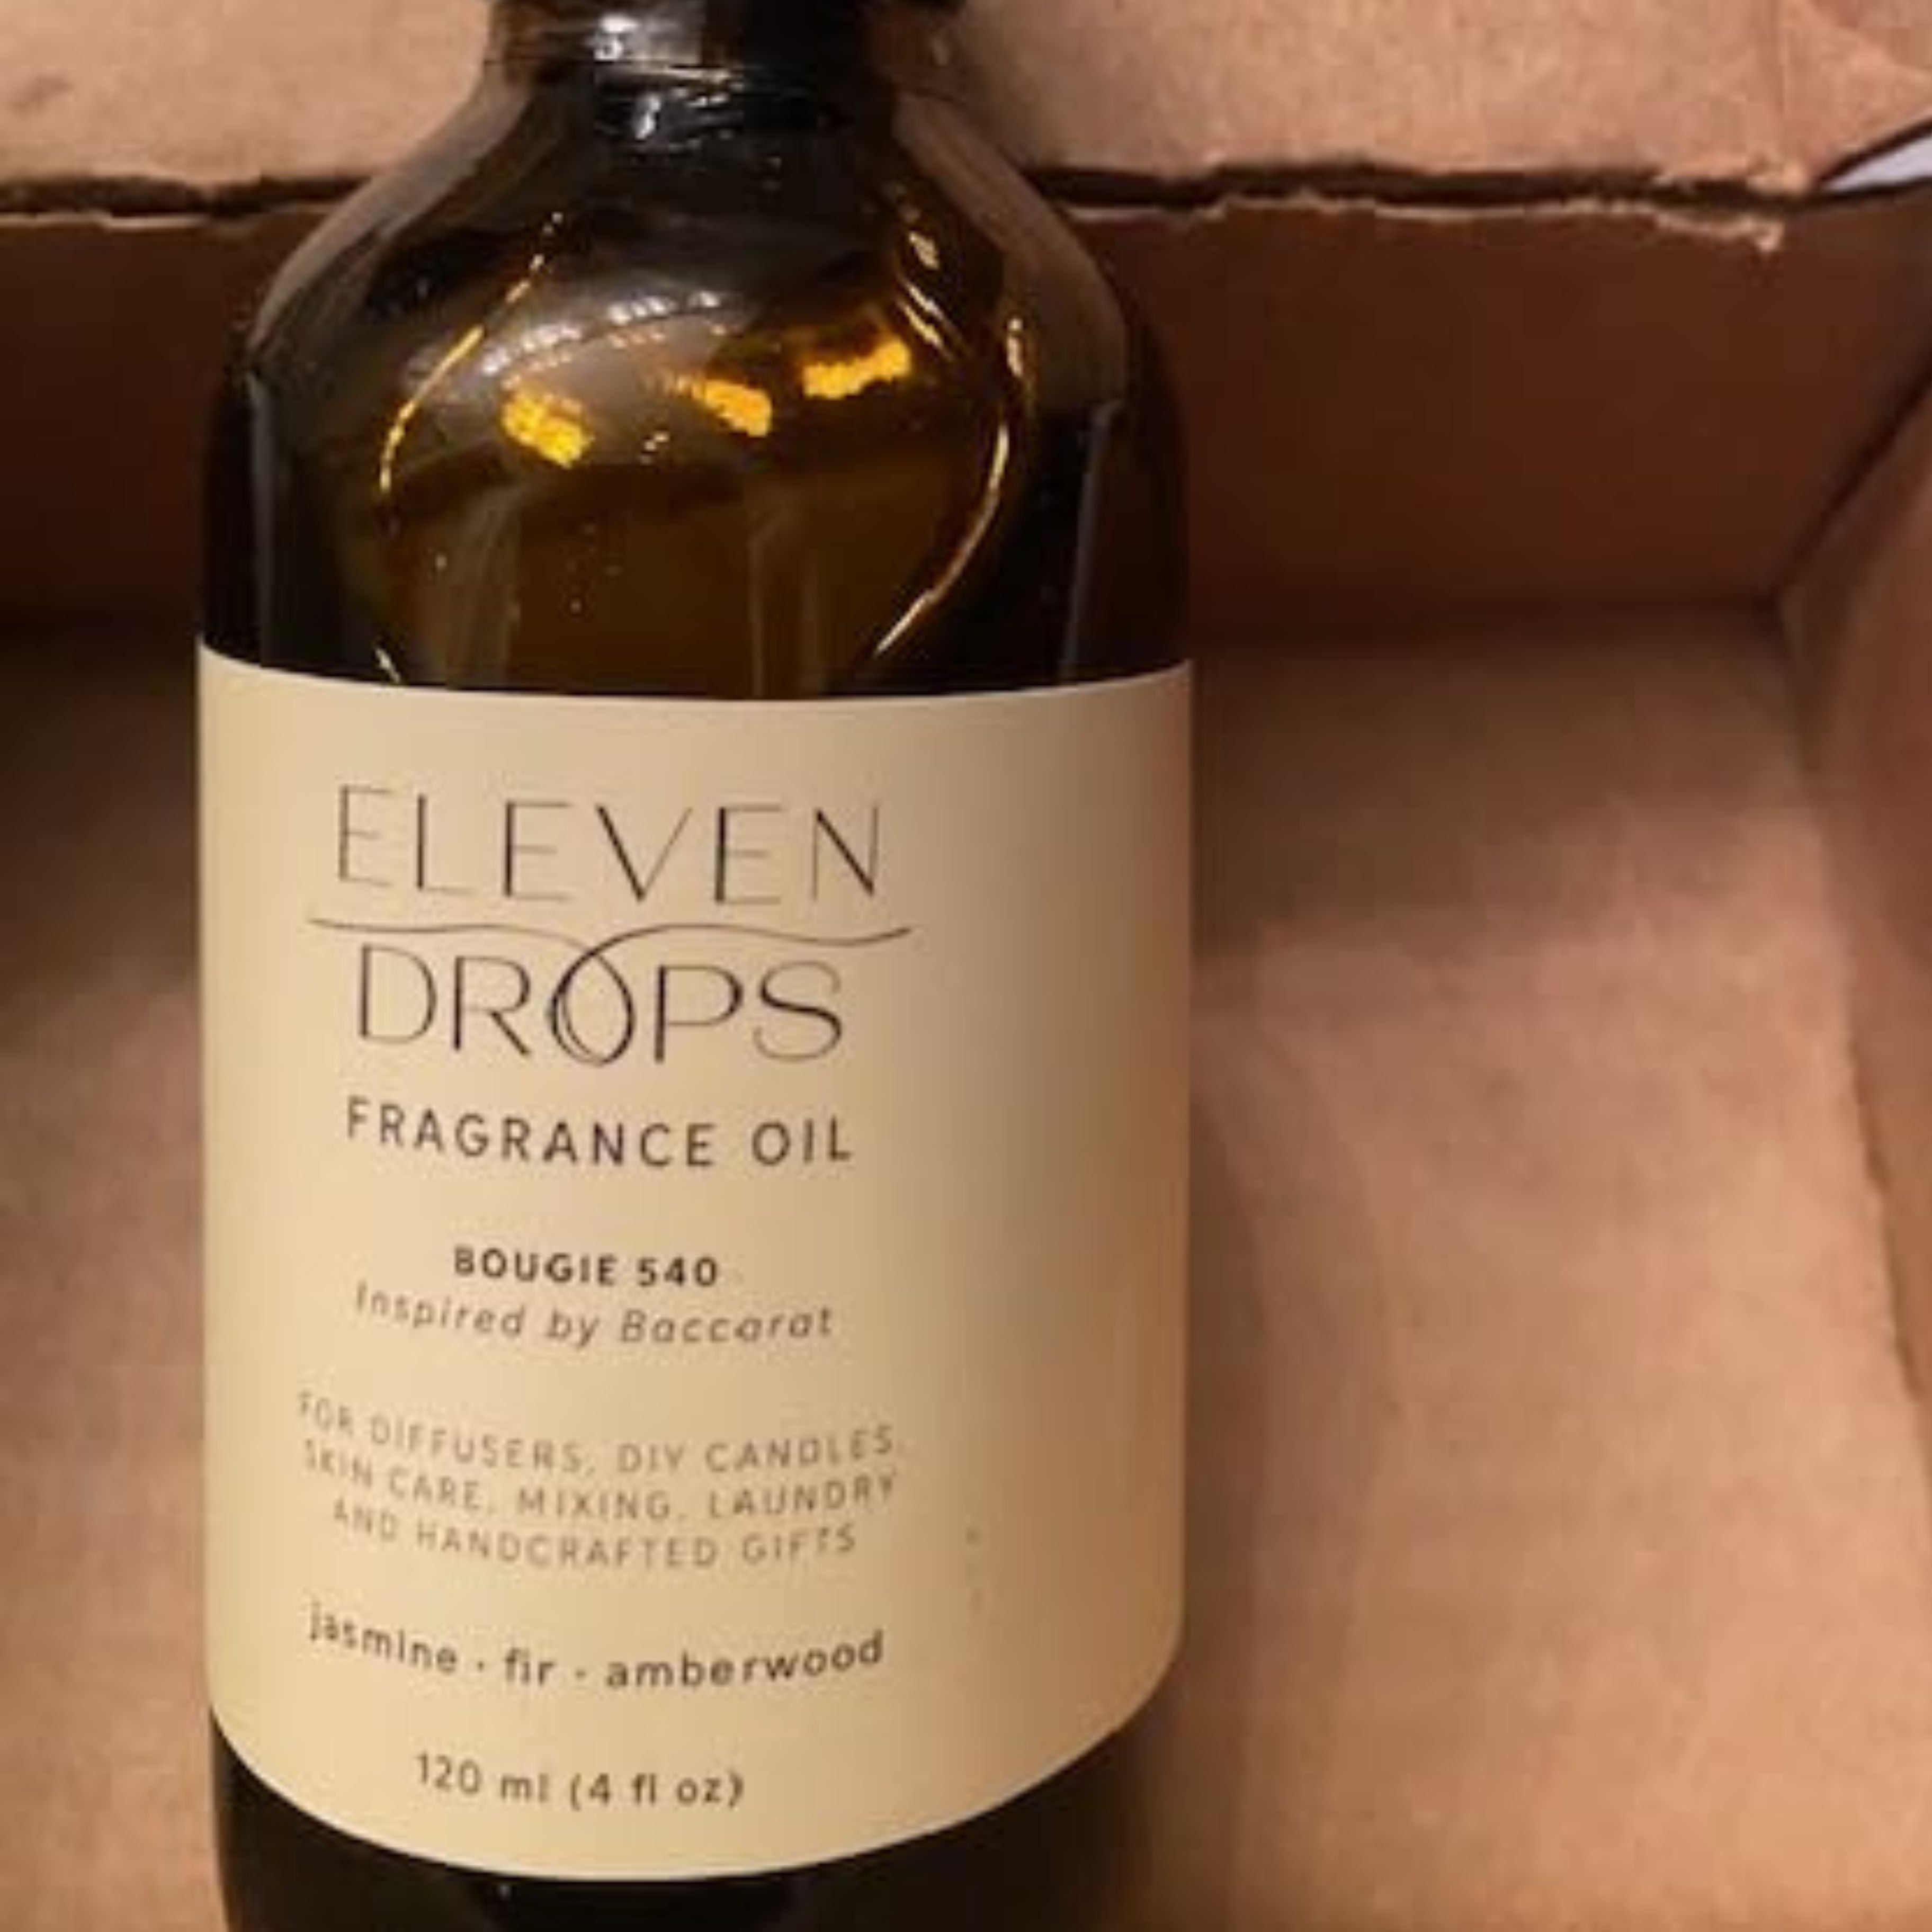 ELEVEN
DROPS
FRAGRANCE OIL
BOUGIE 540
Inspired by Baccarat
FOR DIFFUSERS, DIY CANDLES,
SKIN CARE, MIXING, LAUNDRY
AND HANDCRAFTED GIFTS
jasmine · fir · amberwood
120 ml (4 fl oz)